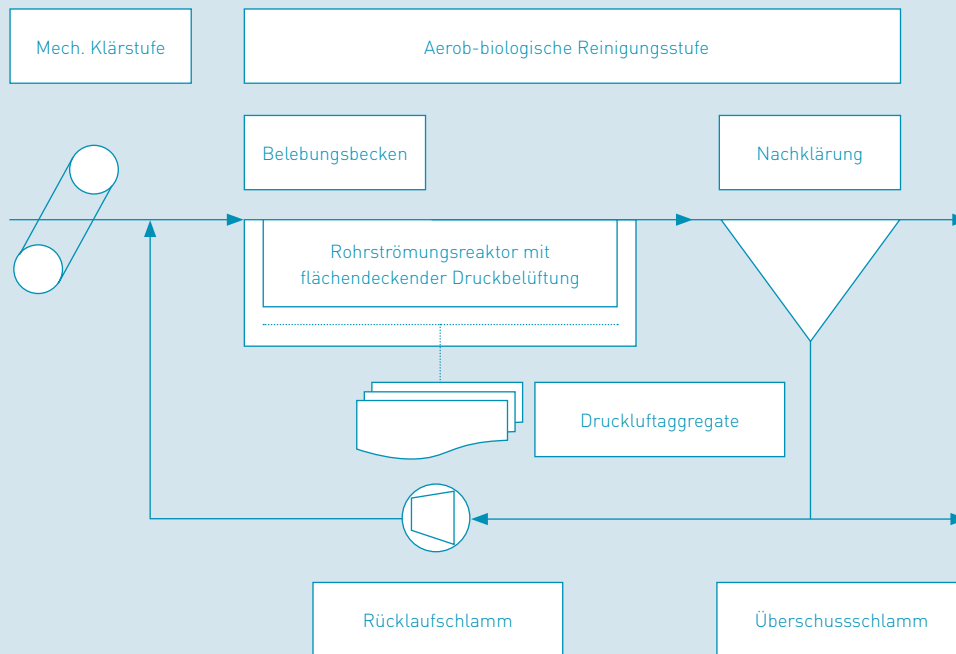 Mech. Klärstufe
Aerob-biologische Reinigungsstufe
Belebungsbecken
Nachklärung
Rohrströmungsreaktor mit
flächendeckender Druckbelüftung
Druckluftaggregate
Rücklaufschlamm
Überschussschlamm